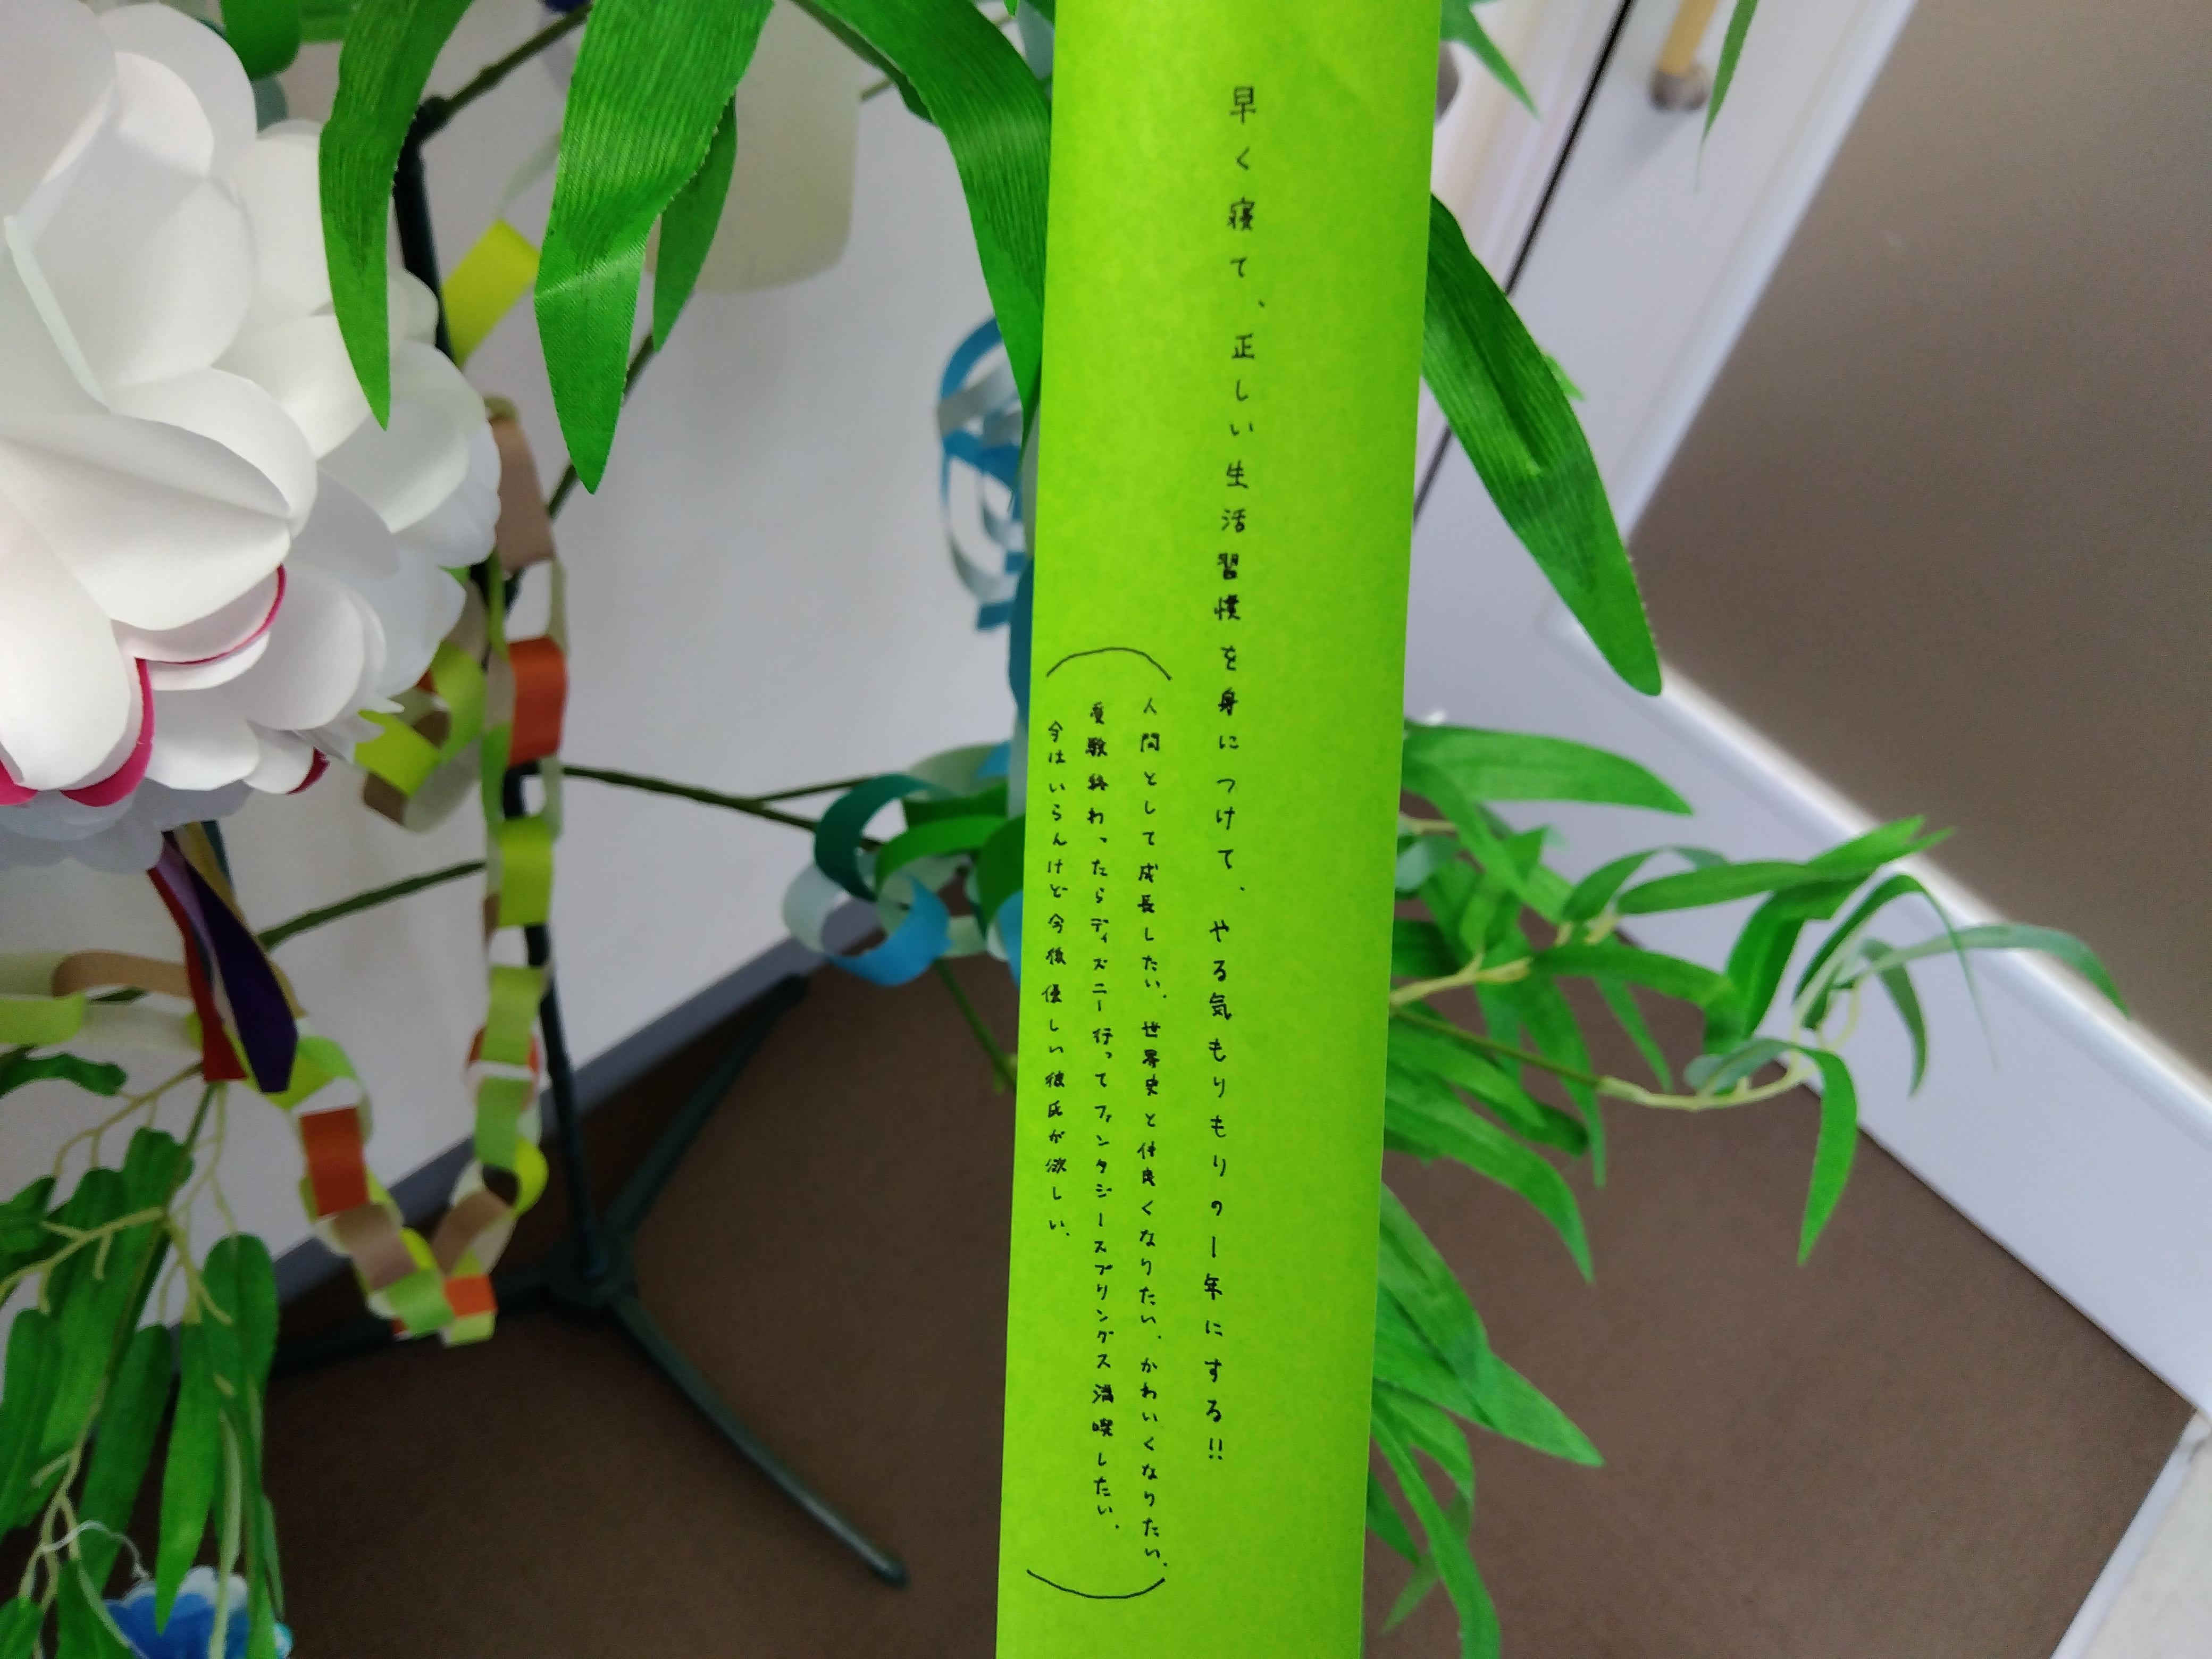 早く寝て、正しい生活習慣を身につけて、やる気もりもりの1年にする!!
(人間として成長したい、世界史と仲良くなりたい、かわいくなりたい、
受験終わったらディズニー行ってファンタジースプリングス満喫したい、
今はいらんけど今後優しい彼氏が欲しい、)